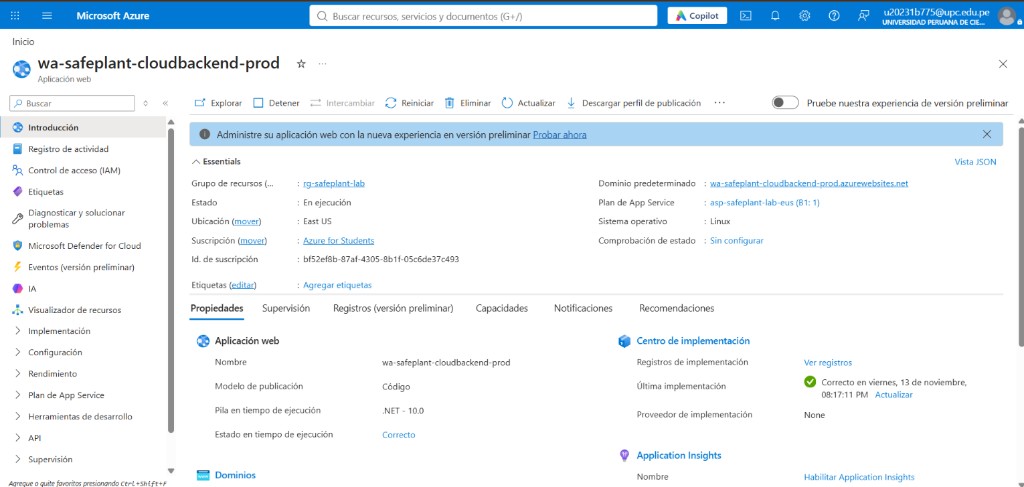 Microsoft Azure
Buscar recursos, servicios y documentos (G+/)
Copilot
u20231b775@upc.edu.pe
UNIVERSIDAD PERUANA DE CIE...
Inicio
wa-safeplant-cloudbackend-prod
Aplicación web
Buscar
Explorar
Detener
Intercambiar
Reiniciar
Eliminar
Actualizar
Descargar perfil de publicación
Pruebe nuestra experiencia de versión preliminar
Introducción
Registro de actividad
Control de acceso (IAM)
Etiquetas
Diagnosticar y solucionar
problemas
Microsoft Defender for Cloud
Eventos (versión preliminar)
IA
Visualizador de recursos
Implementación
Configuración
Rendimiento
Plan de App Service
Herramientas de desarrollo
API
Supervisión
Agregue o quite favoritos presionando Ctrl+Shift+F
Administre su aplicación web con la nueva experiencia en versión preliminar Probar ahora
Essentials
Vista JSON
Grupo de recursos (... : rg-safeplant-lab
Estado : En ejecución
Ubicación (mover) : East US
Suscripción (mover) : Azure for Students
Id. de suscripción : bf52ef8b-87af-4305-8b1f-05c6de37c493
Dominio predeterminado : wa-safeplant-cloudbackend-prod.azurewebsites.net
Plan de App Service : asp-safeplant-lab-eus (B1: 1)
Sistema operativo : Linux
Comprobación de estado : Sin configurar
Etiquetas (editar) : Agregar etiquetas
Propiedades
Supervisión
Registros (versión preliminar)
Capacidades
Notificaciones
Recomendaciones
Aplicación web
Nombre wa-safeplant-cloudbackend-prod
Modelo de publicación Código
Pila en tiempo de ejecución .NET - 10.0
Estado en tiempo de ejecución Correcto
Dominios
Centro de implementación
Registros de implementación Ver registros
Última implementación Correcto en viernes, 13 de noviembre,
08:17:11 PM Actualizar
Proveedor de implementación None
Application Insights
Nombre Habilitar Application Insights